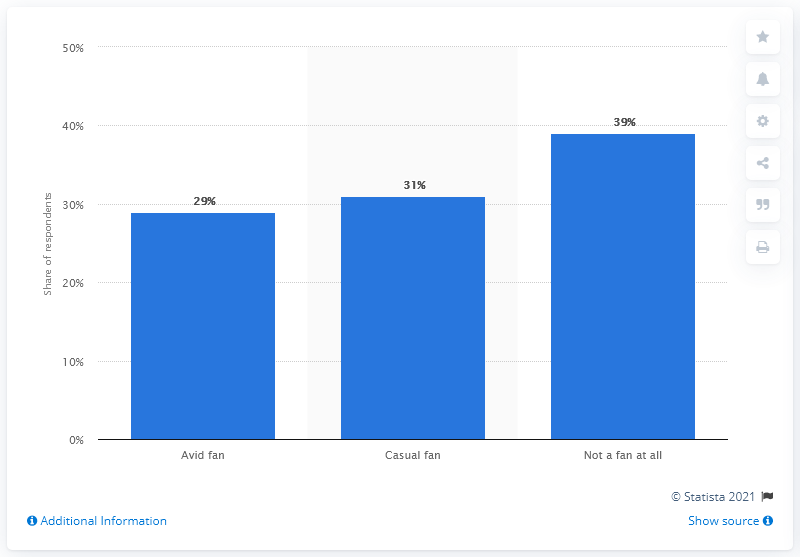 50%
40%
30%
20%
10%
0%
Share of respondents
29%
31%
39%
Avid fan
Casual fan
Not a fan at all
© Statista 2021
Additional Information
Show source